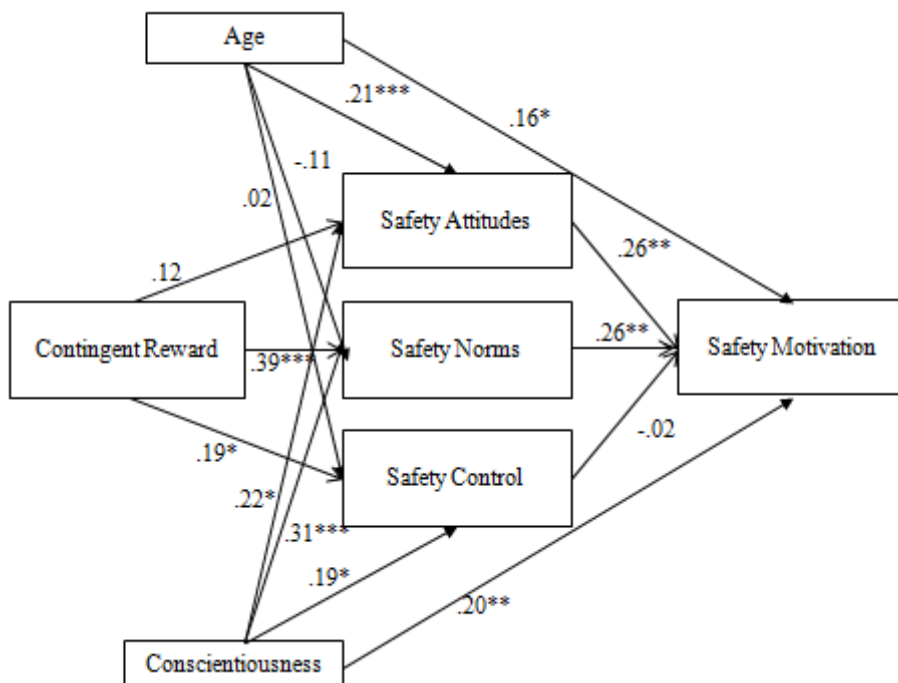 Age
.21***
.16*
-.11
.02
Safety Attitudes
.12
.26**
Contingent Reward
.39***
Safety Norms
.26**
Safety Motivation
.19*
Safety Control
-.02
.22*
.31***
.19*
.20**
Conscientiousness